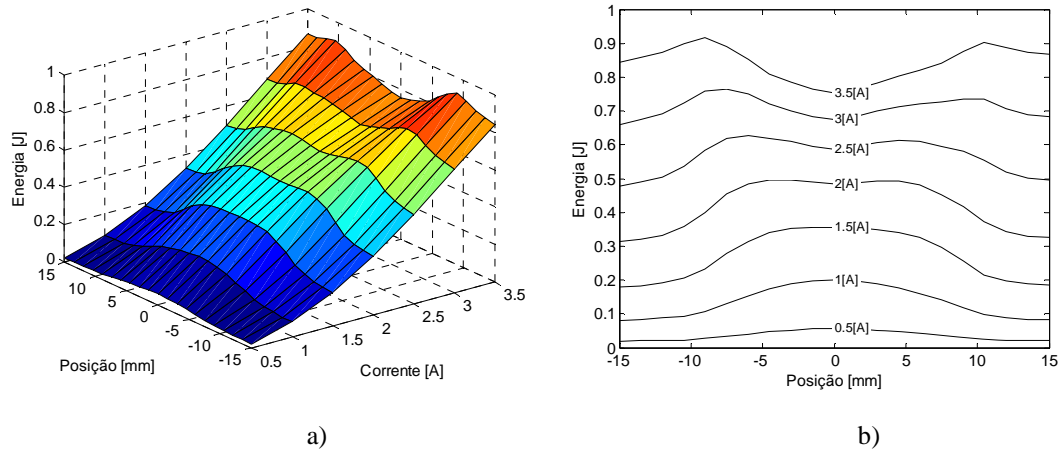 1
0.8
0.6
0.4
0.2
0
Energia [J]
15
10
5
0
-5
-10
-15
Posição [mm]
0.5
1
1.5
2
2.5
3
3.5
Corrente [A]
a)
1
0.9
0.8
0.7
0.6
0.5
0.4
0.3
0.2
0.1
0
Energia [J]
3.5[A]
3[A]
2.5[A]
2[A]
1.5[A]
1[A]
0.5[A]
-15 -10 -5 0 5 10 15
Posição [mm]
b)